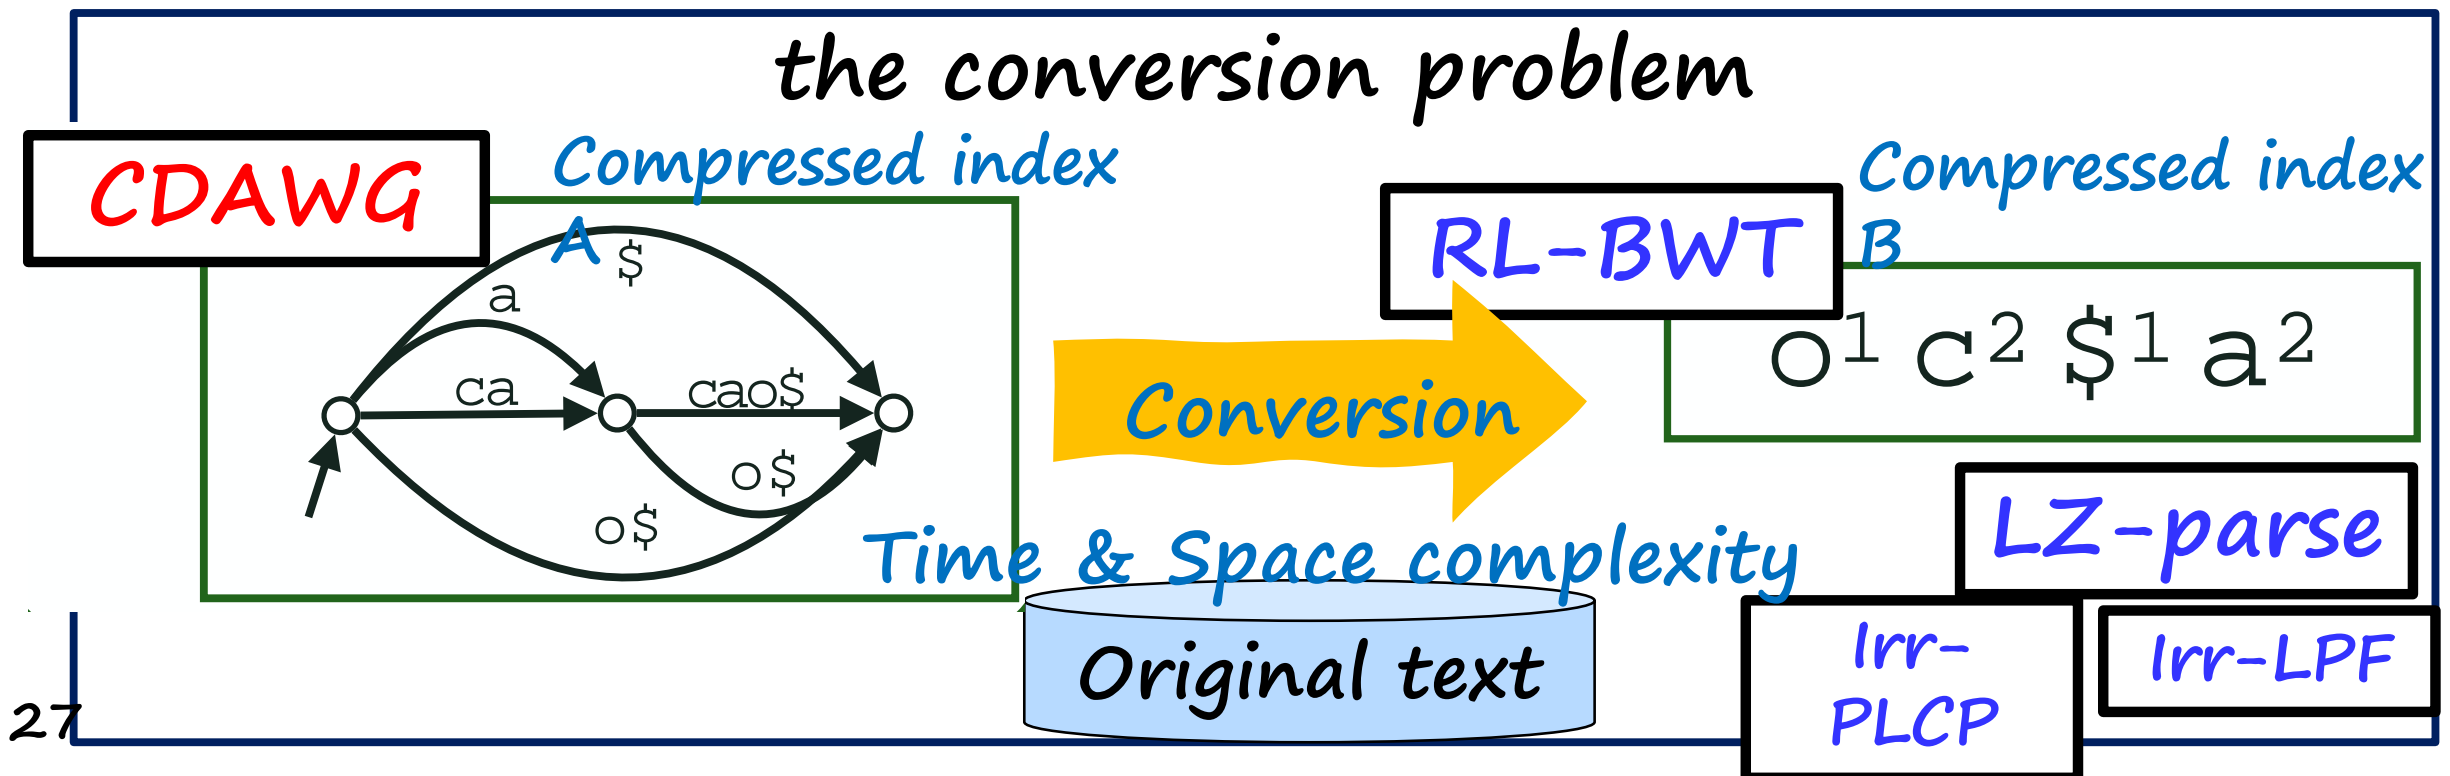 the conversion problem
CDAWG
Compressed index
A
$
a
ca
cao$
o$
o$
Conversion
Compressed index
B
RL-BWT
o¹ c² $¹ a²
LZ-parse
Time & Space complexity
Original text
Irr-
PLCP
Irr-LPF
27